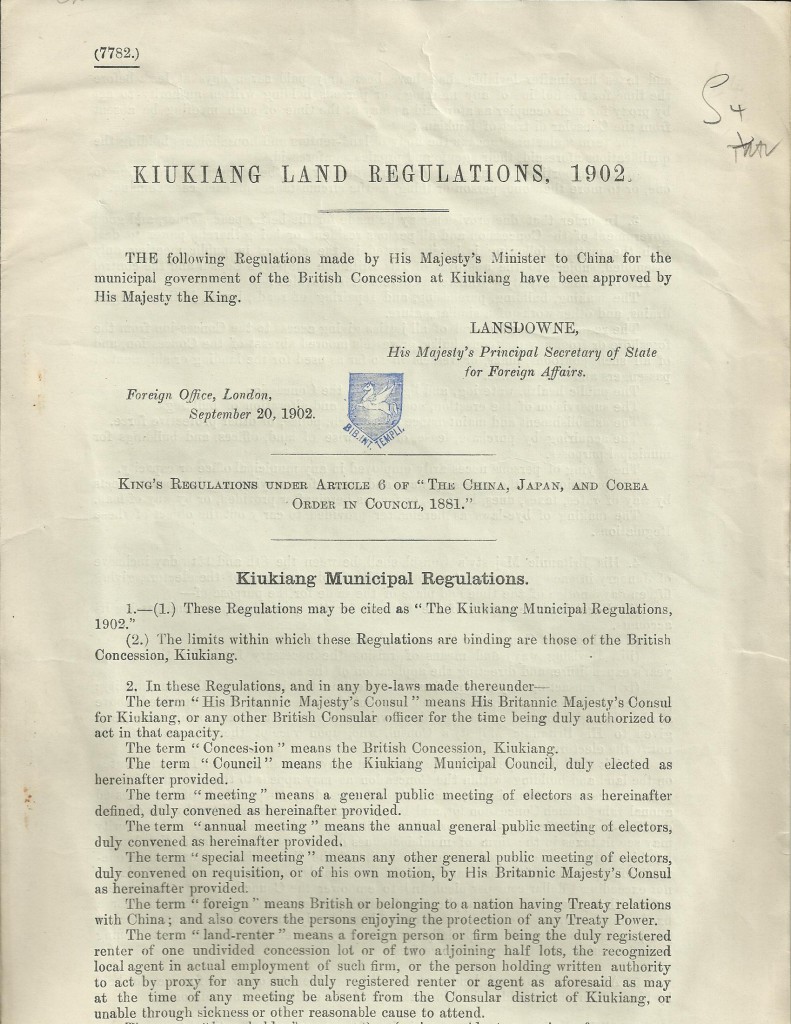 (7782.)
S 4
KIUKIANG LAND REGULATIONS, 1902.
THE following Regulations made by His Majesty's Minister to China for the
municipal government of the British Concession at Kiukiang have been approved by
His Majesty the King.
LANSDOWNE,
His Majesty's Principal Secretary of State
for Foreign Affairs.
Foreign Office, London,
September 20, 1902.
BIB. INT. TEMPLI.
KING'S REGULATIONS UNDER ARTICLE 6 OF "THE CHINA, JAPAN, AND COREA
ORDER IN COUNCIL, 1881."
Kiukiang Municipal Regulations.
1.—(1.) These Regulations may be cited as "The Kiukiang Municipal Regulations,
1902."
(2.) The limits within which these Regulations are binding are those of the British
Concession, Kiukiang.
2. In these Regulations, and in any bye-laws made thereunder—
The term "His Britannic Majesty's Consul" means His Britannic Majesty's Consul
for Kiukiang, or any other British Consular officer for the time being duly authorized to
act in that capacity.
The term "Concession" means the British Concession, Kiukiang.
The term "Council" means the Kiukiang Municipal Council, duly elected as
hereinafter provided.
The term "meeting" means a general public meeting of electors as hereinafter
defined, duly convened as hereinafter provided.
The term "annual meeting" means the annual general public meeting of electors,
duly convened as hereinafter provided.
The term "special meeting" means any other general public meeting of electors,
duly convened on requisition, or of his own motion, by His Britannic Majesty's Consul
as hereinafter provided.
The term "foreign" means British or belonging to a nation having Treaty relations
with China; and also covers the persons enjoying the protection of any Treaty Power.
The term "land-renter" means a foreign person or firm being the duly registered
renter of one undivided concession lot or of two adjoining half lots, the recognized
local agent in actual employment of such firm, or the person holding written authority
to act by proxy for any such duly registered renter or agent as aforesaid as may
at the time of any meeting be absent from the Consular district of Kiukiang, or
unable through sickness or other reasonable cause to attend.